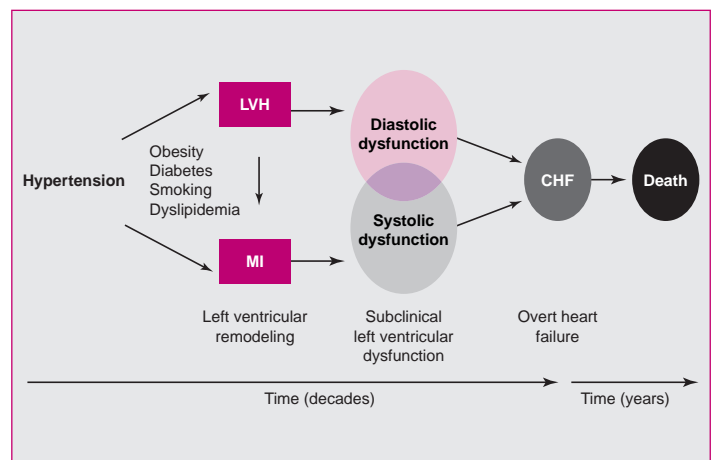 LVH
Diastolic
dysfunction
Obesity
Diabetes
Smoking
Dyslipidemia
Hypertension
CHF
Death
Systolic
dysfunction
MI
Left ventricular
remodeling
Subclinical
left ventricular
dysfunction
Overt heart
failure
Time (decades)
Time (years)